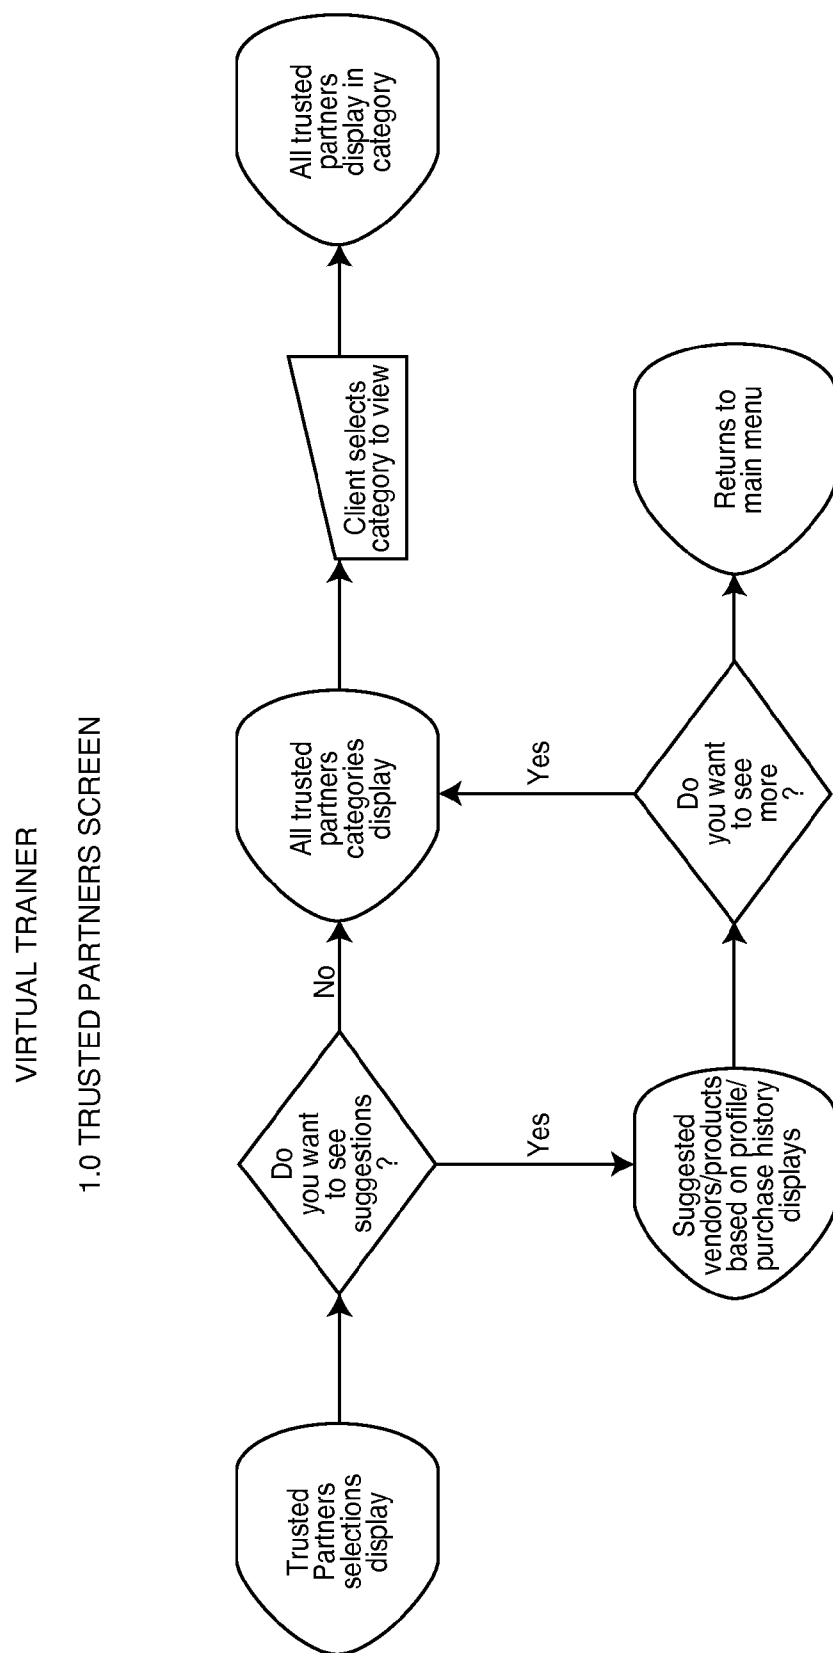 VIRTUAL TRAINER
1.0 TRUSTED PARTNERS SCREEN
Trusted
Partners
selections
display
Do
you want
to see
suggestions
?
No
All trusted
partners
categories
display
Client selects
category to view
All trusted
partners
display in
category
Yes
Suggested
vendors/products
based on profile/
purchase history
displays
Do
you want
to see
more
?
Yes
Returns to
main menu